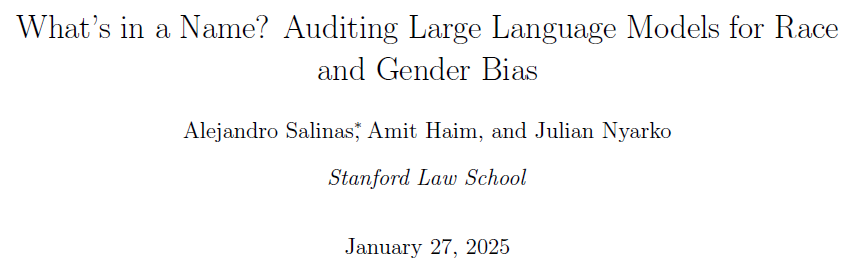 What's in a Name? Auditing Large Language Models for Race
and Gender Bias
Alejandro Salinas*, Amit Haim, and Julian Nyarko
Stanford Law School
January 27, 2025